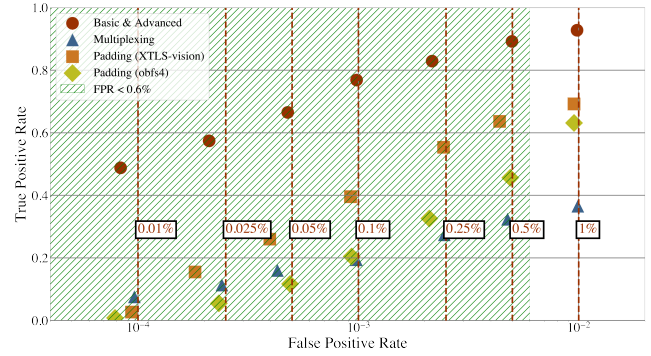 1.0
0.8
0.6
0.4
0.2
0.0
True Positive Rate
Basic & Advanced
Multiplexing
Padding (XTLS-vision)
Padding (obfs4)
FPR < 0.6%
0.01%
0.025%
0.05%
0.1%
0.25%
0.5%
1%
10⁻⁴
10⁻³
10⁻²
False Positive Rate